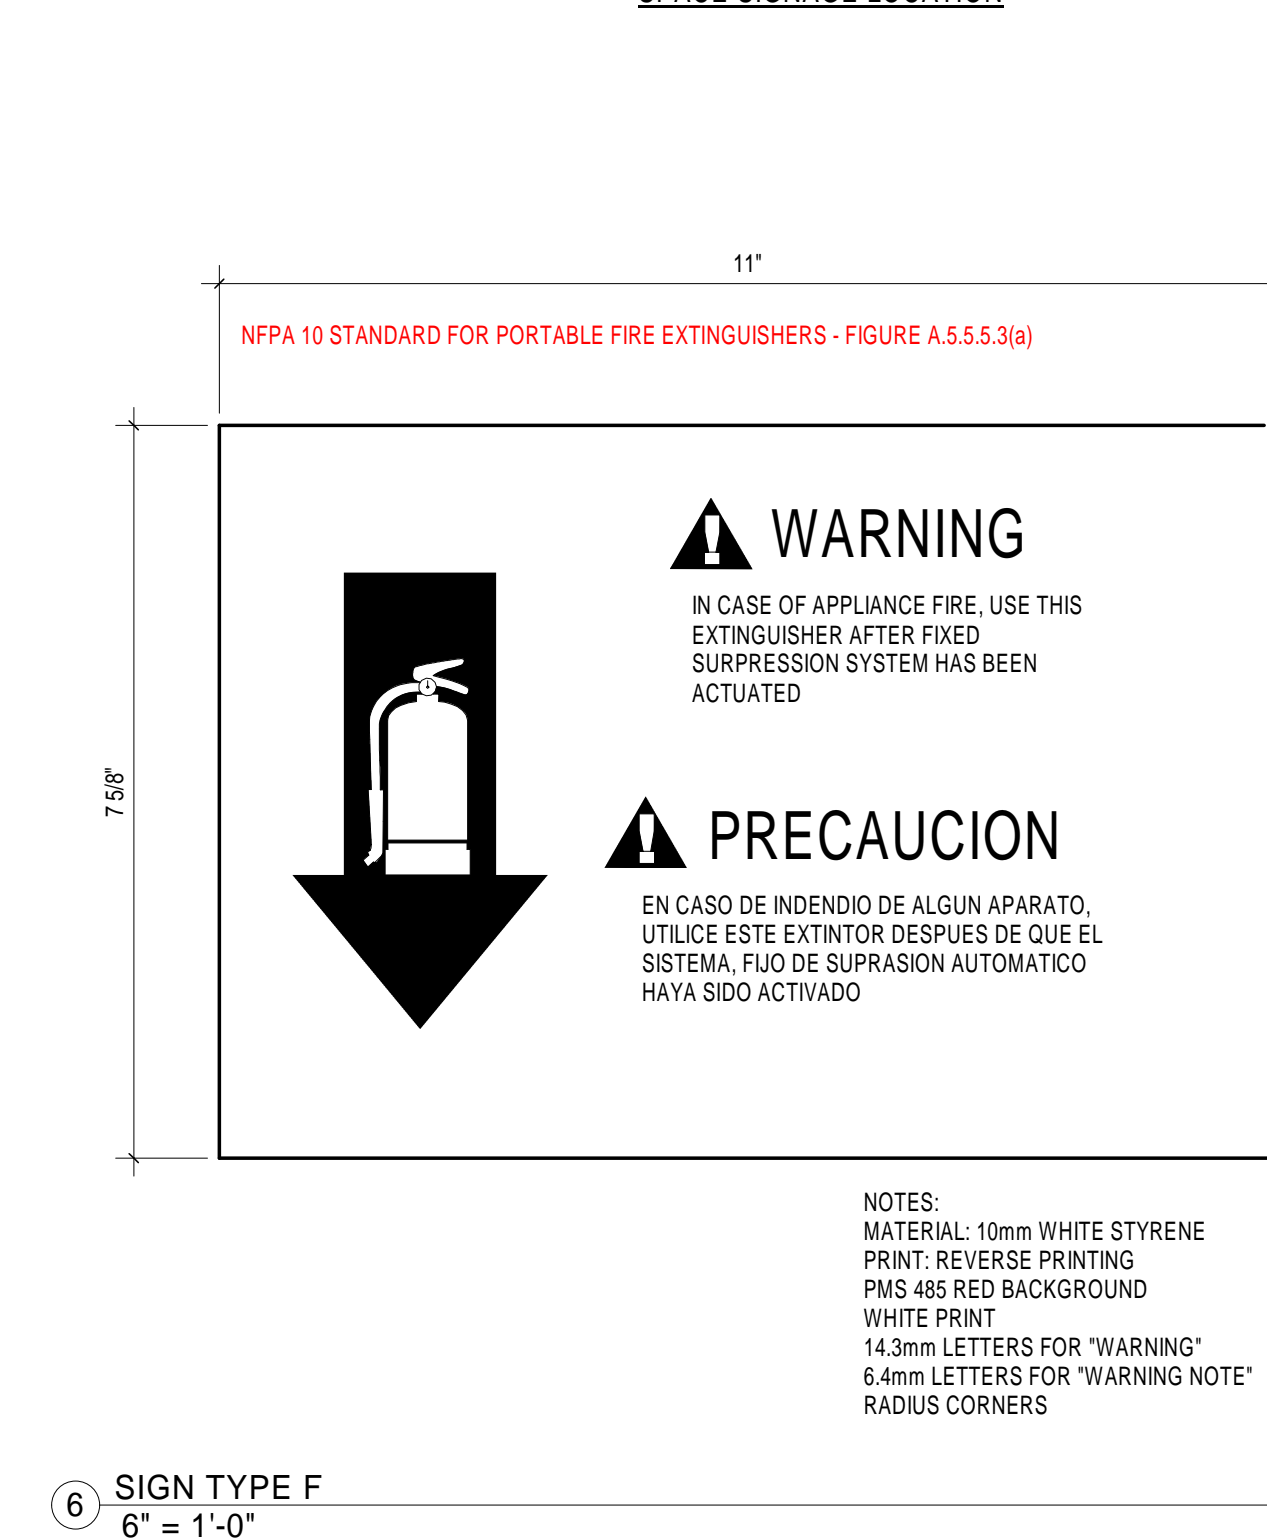 SPACE SIGNAGE LOCATION
11"
NFPA 10 STANDARD FOR PORTABLE FIRE EXTINGUISHERS - FIGURE A.5.5.5.3(a)
7 5/8"
WARNING
IN CASE OF APPLIANCE FIRE, USE THIS
EXTINGUISHER AFTER FIXED
SURPRESSION SYSTEM HAS BEEN
ACTUATED
PRECAUCION
EN CASO DE INDENDIO DE ALGUN APARATO,
UTILICE ESTE EXTINTOR DESPUES DE QUE EL
SISTEMA, FIJO DE SUPRASION AUTOMATICO
HAYA SIDO ACTIVADO
NOTES:
MATERIAL: 10mm WHITE STYRENE
PRINT: REVERSE PRINTING
PMS 485 RED BACKGROUND
WHITE PRINT
14.3mm LETTERS FOR "WARNING"
6.4mm LETTERS FOR "WARNING NOTE"
RADIUS CORNERS
6 SIGN TYPE F
6" = 1'-0"